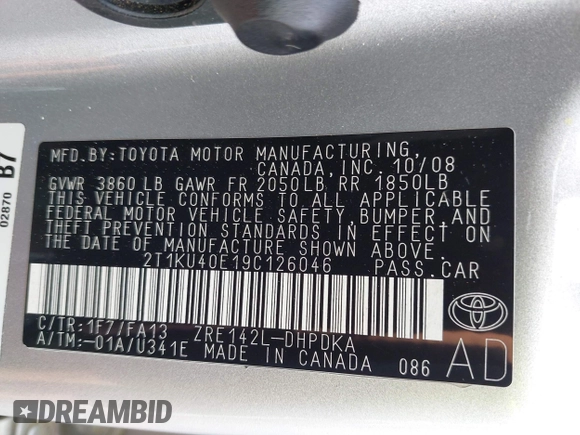 MFD.BY:TOYOTA MOTOR MANUFACTURING,
CANADA, INC. 10/08
GVWR 3860 LB GAWR FR 2050LB RR 1850LB
THIS VEHICLE CONFORMS TO ALL APPLICABLE
FEDERAL MOTOR VEHICLE SAFETY, BUMPER, AND
THEFT PREVENTION STANDARDS IN EFFECT ON
THE DATE OF MANUFACTURE SHOWN ABOVE.
2T1KU40E19C126046 PASS.CAR
C/TR:1F7/FA13 ZRE142L-DHPDKA
A/TM:-01A/U341E MADE IN CANADA 086
AD
TOYOTA
B7
02870
DREAMBID